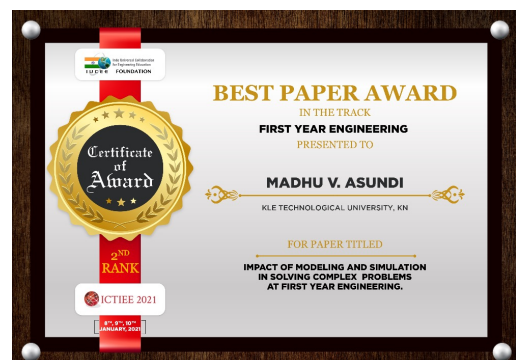 Indo Universal Collaboration
for Engineering Education
IUCEE FOUNDATION
Certificate
of
Award
2ND
RANK
ICTIEE 2021
8TH, 9TH, 10TH
JANUARY, 2021
BEST PAPER AWARD
IN THE TRACK
FIRST YEAR ENGINEERING
PRESENTED TO
MADHU V. ASUNDI
KLE TECHNOLOGICAL UNIVERSITY, KN
FOR PAPER TITLED
IMPACT OF MODELING AND SIMULATION
IN SOLVING COMPLEX PROBLEMS
AT FIRST YEAR ENGINEERING.